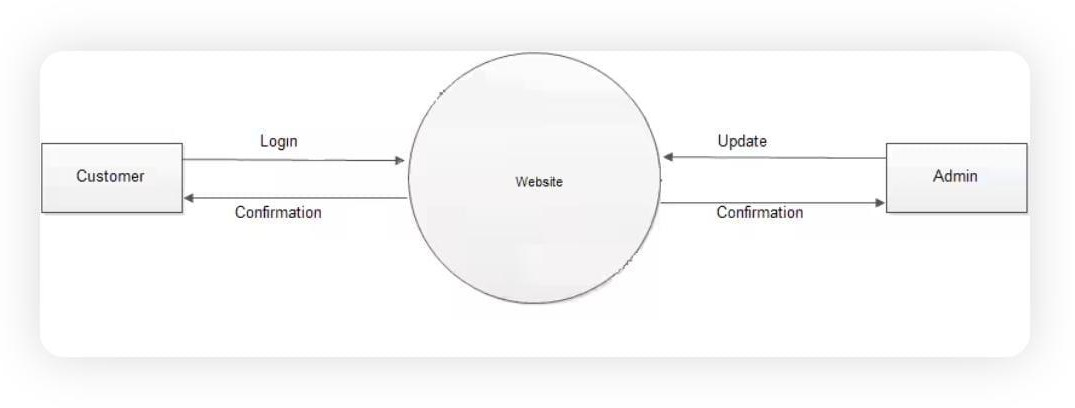 Login
Update
Customer
Website
Admin
Confirmation
Confirmation